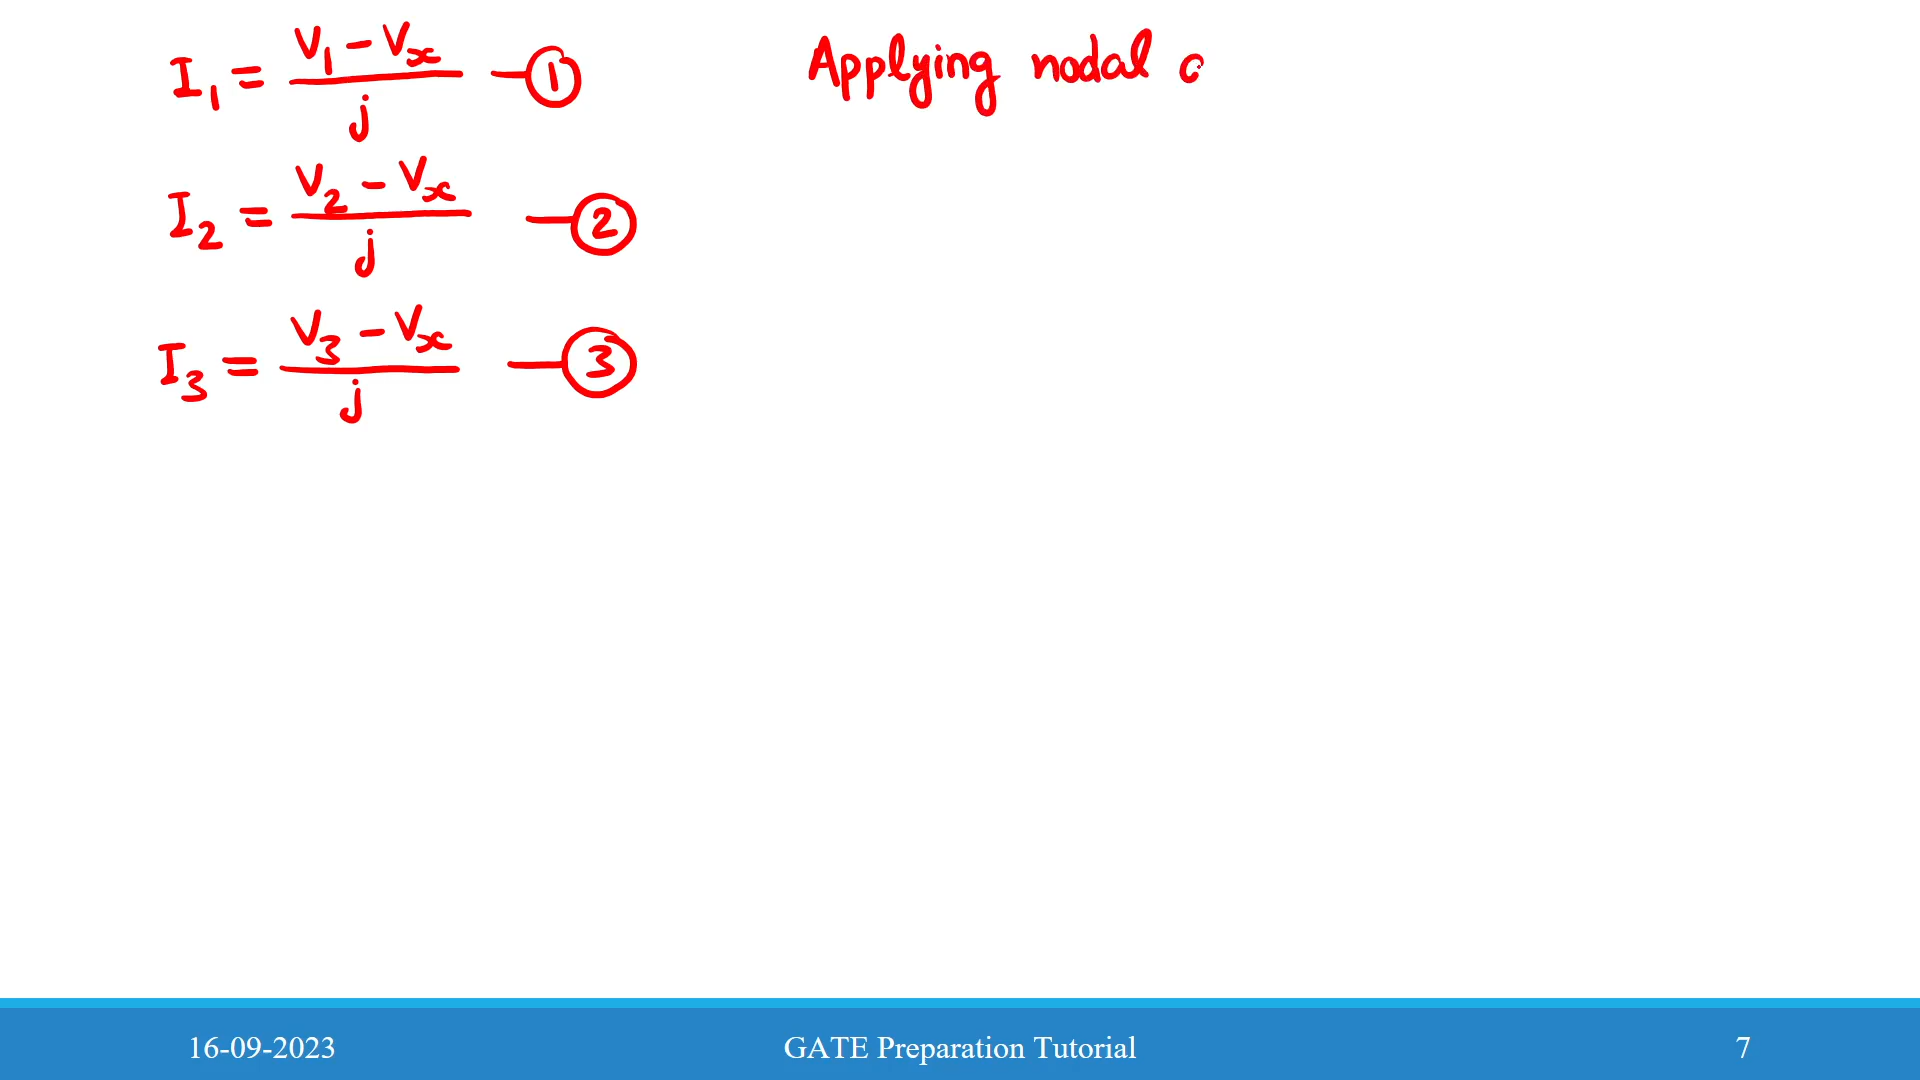 I₁ = (V₁ − Vₓ) / j —①
I₂ = (V₂ − Vₓ) / j —②
I₃ = (V₃ − Vₓ) / j —③
Applying nodal
16-09-2023
GATE Preparation Tutorial
7